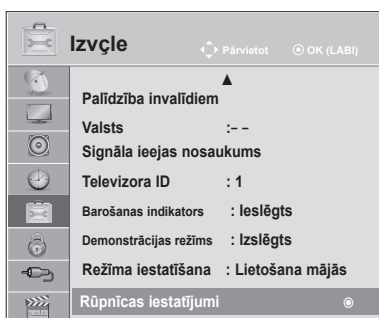 Izvçle
Pārvietot OK (LABI)
Palīdzība invalīdiem
Valsts :– –
Signāla ieejas nosaukums
Televizora ID : 1
Barošanas indikators : Ieslēgts
Demonstrācijas režīms : Izslēgts
Režīma iestatīšana : Lietošana mājās
Rūpnīcas iestatījumi